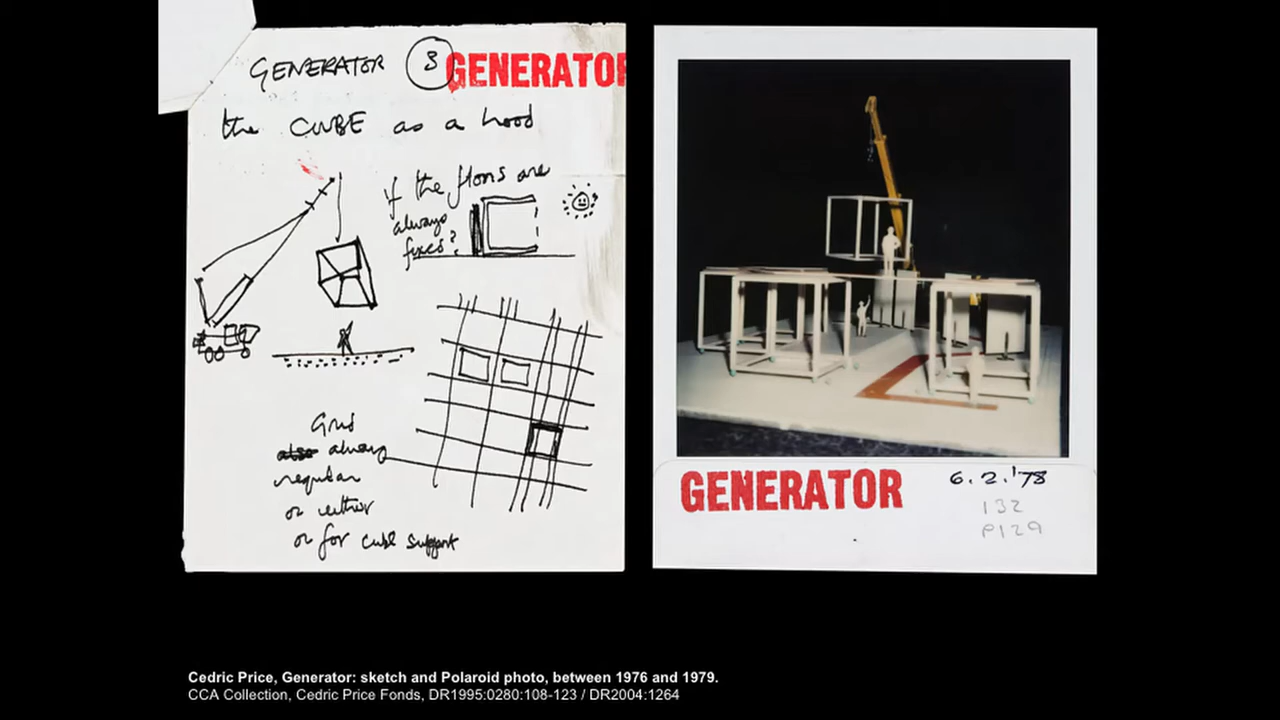 GENERATOR 3 GENERATOR
the CUBE as a hood
if the floors are
always
fixed?
Grid
always
regular
or either
or for cube support
GENERATOR
6.2.'78
132
P129
Cedric Price, Generator: sketch and Polaroid photo, between 1976 and 1979.
CCA Collection, Cedric Price Fonds, DR1995:0280:108-123 / DR2004:1264